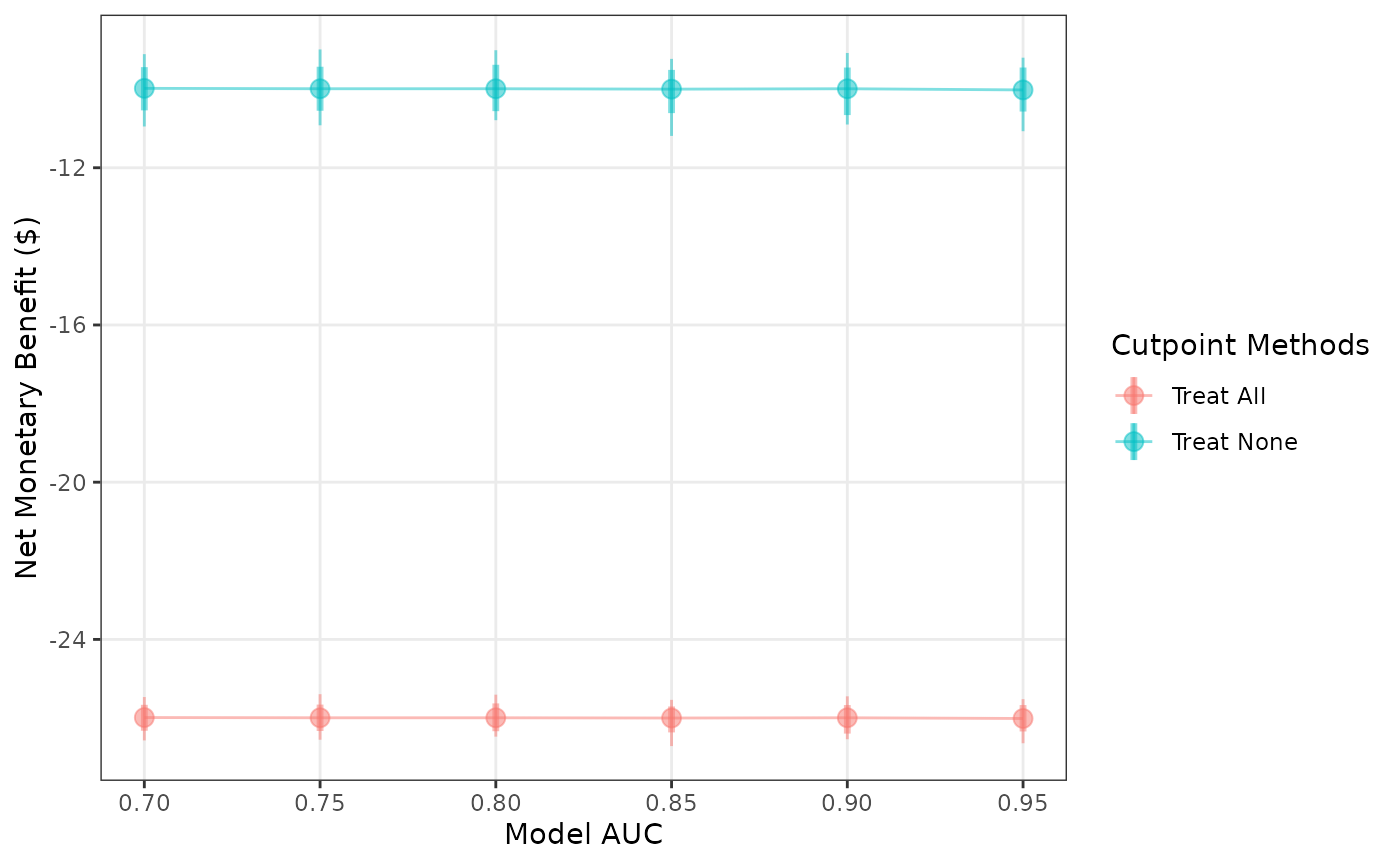 Net Monetary Benefit ($)
-12
-16
-20
-24
0.70 0.75 0.80 0.85 0.90 0.95
Model AUC
Cutpoint Methods
Treat All
Treat None